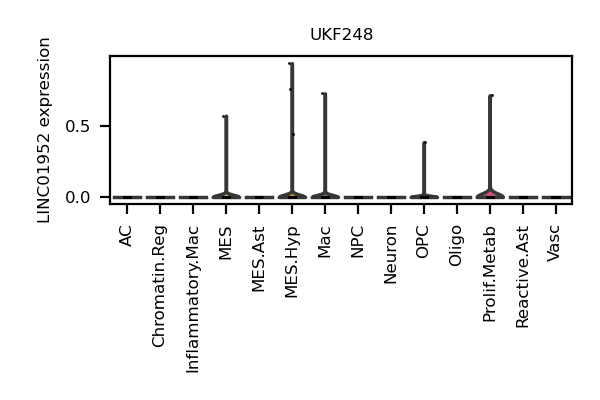 UKF248
LINC01952 expression
0.5
0.0
AC
Chromatin.Reg
Inflammatory.Mac
MES
MES.Ast
MES.Hyp
Mac
NPC
Neuron
OPC
Oligo
Prolif.Metab
Reactive.Ast
Vasc